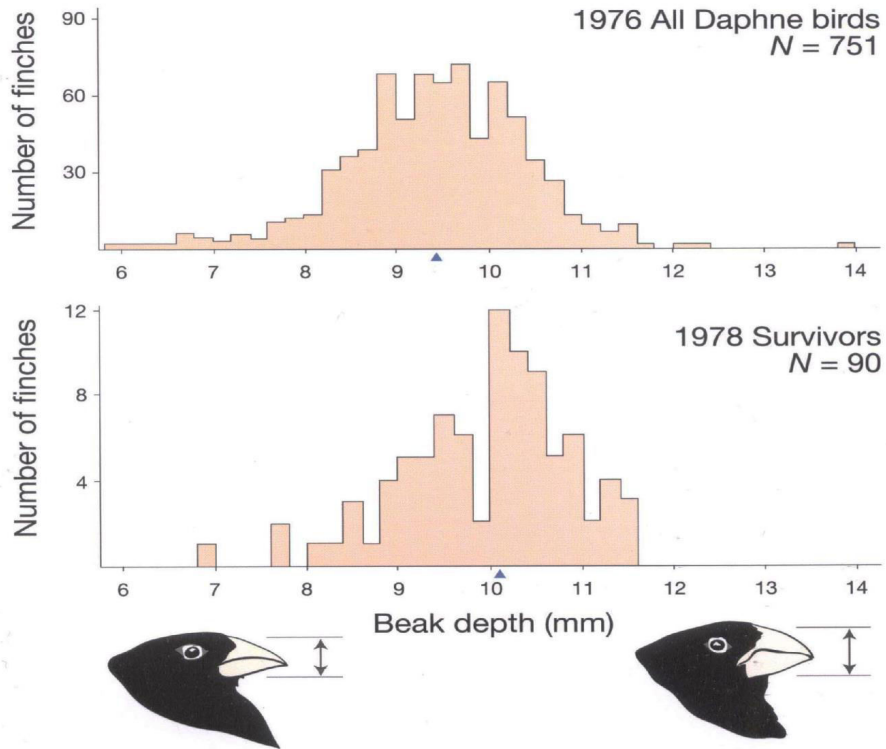 1976 All Daphne birds
N = 751
Number of finches
90
60
30
6 7 8 9 10 11 12 13 14
1978 Survivors
N = 90
Number of finches
12
8
4
6 7 8 9 10 11 12 13 14
Beak depth (mm)